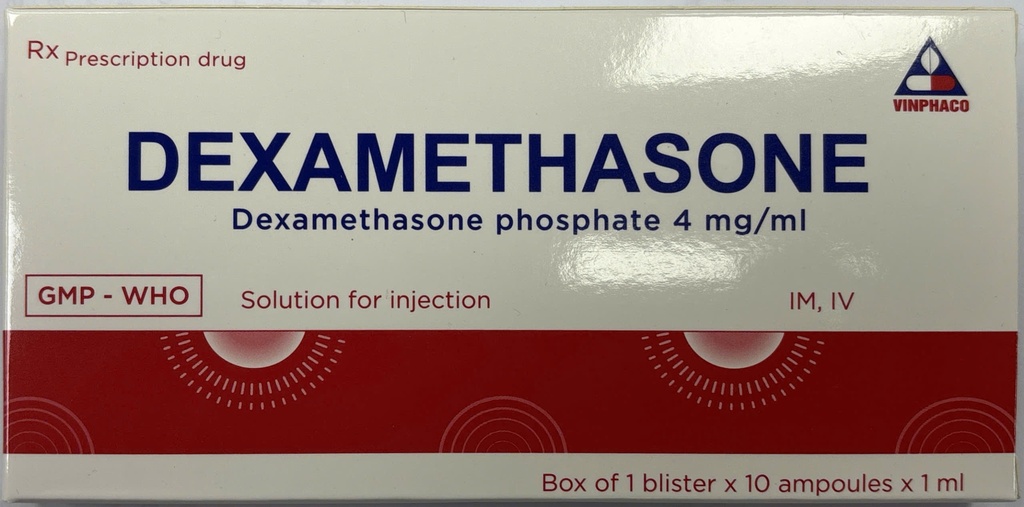 Rx Prescription drug
VINPHACO
DEXAMETHASONE
Dexamethasone phosphate 4 mg/ml
GMP - WHO
Solution for injection
IM, IV
Box of 1 blister x 10 ampoules x 1 ml